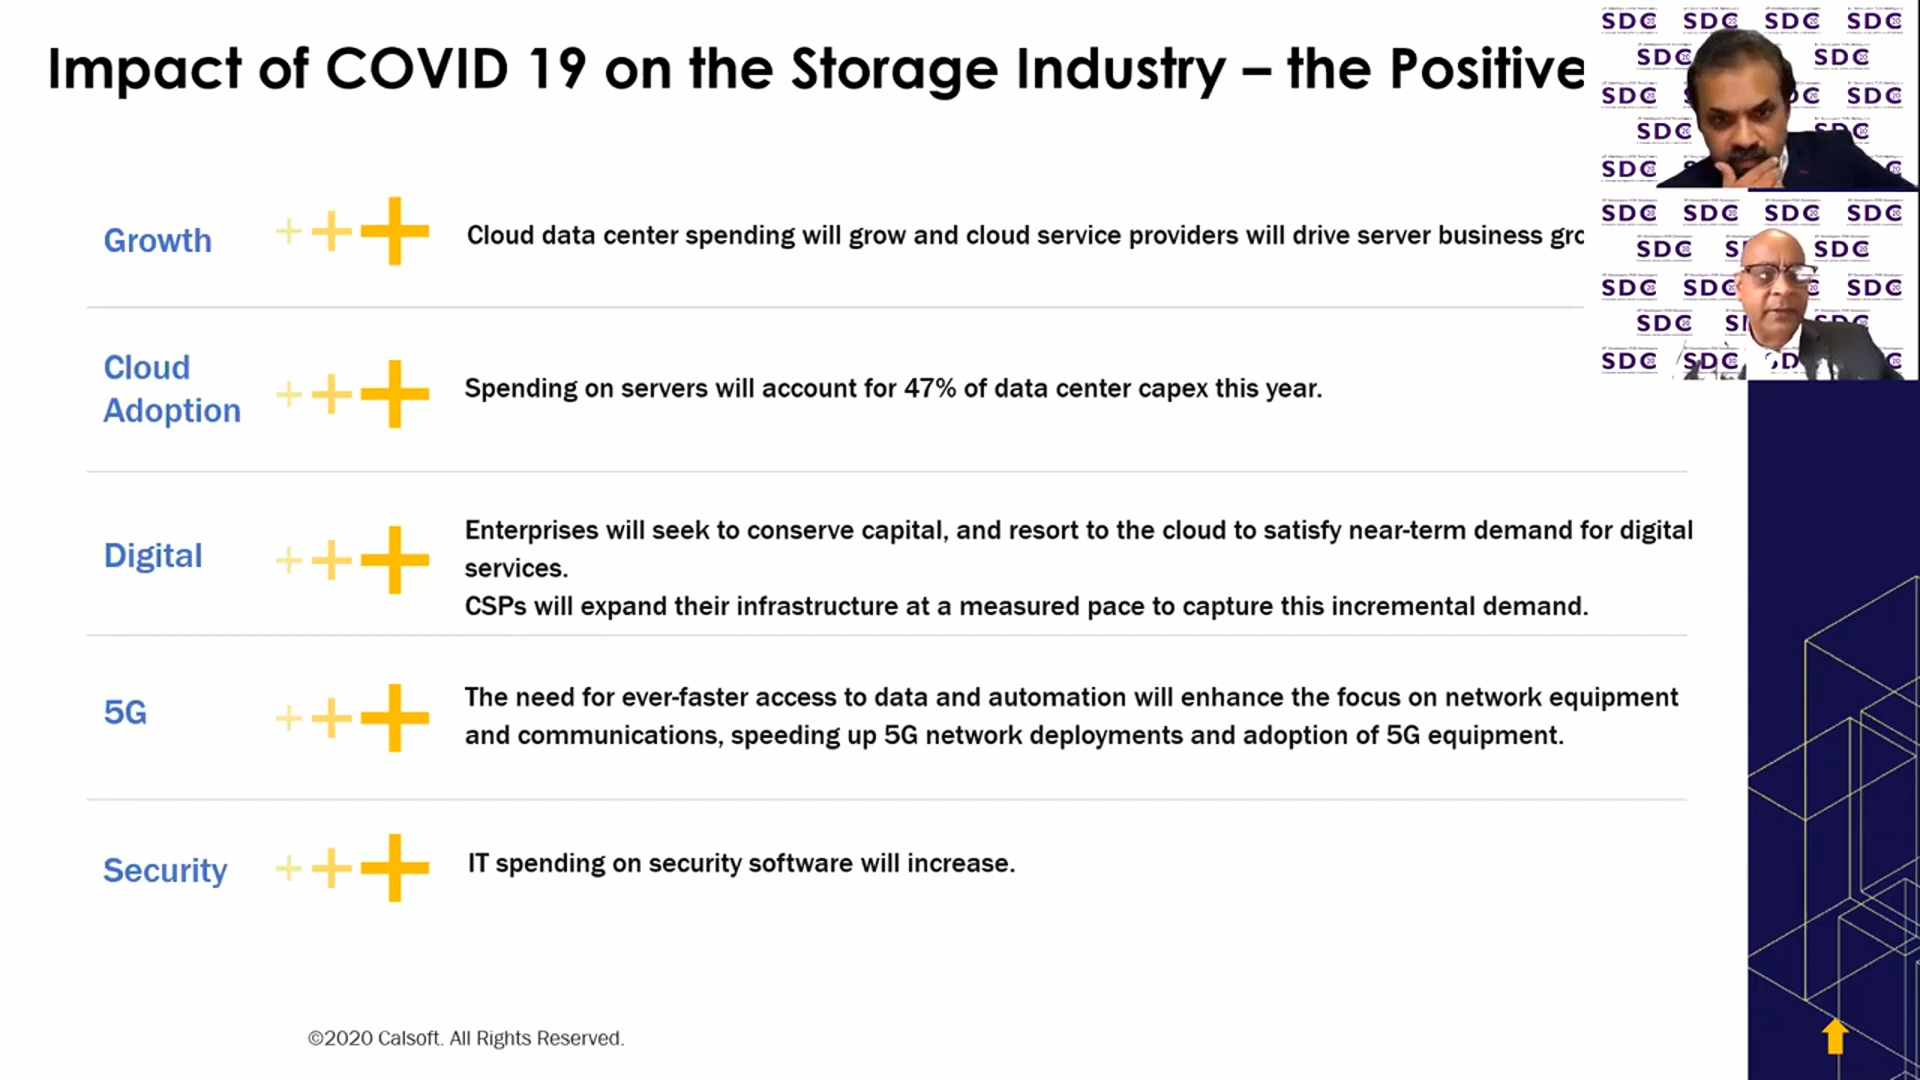 Impact of COVID 19 on the Storage Industry – the Positive
Growth
Cloud data center spending will grow and cloud service providers will drive server business
Cloud
Adoption
Spending on servers will account for 47% of data center capex this year.
Digital
Enterprises will seek to conserve capital, and resort to the cloud to satisfy near-term demand for digital
services.
CSPs will expand their infrastructure at a measured pace to capture this incremental demand.
5G
The need for ever-faster access to data and automation will enhance the focus on network equipment
and communications, speeding up 5G network deployments and adoption of 5G equipment.
Security
IT spending on security software will increase.
©2020 Calsoft. All Rights Reserved.
SDC SDC SDC SDC
SDC SDC
SDC SDC
SDC
SDC
SDC SDC SDC SDC
SDC SDC
SDC SDC SDC
SDC
SDC SDC